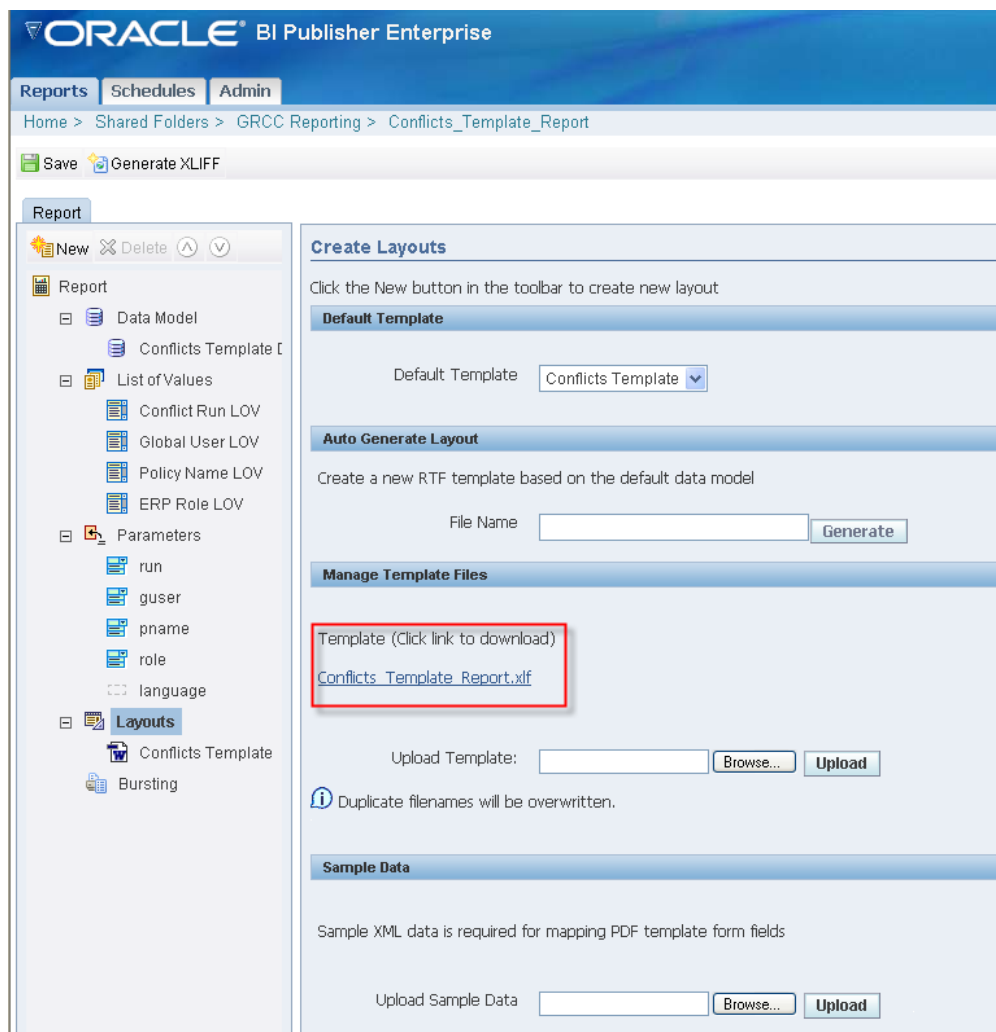 ORACLE® BI Publisher Enterprise
Reports Schedules Admin
Home > Shared Folders > GRCC Reporting > Conflicts_Template_Report
Save Generate XLIFF
Report
New Delete
Report
Data Model
Conflicts Template D
List of Values
Conflict Run LOV
Global User LOV
Policy Name LOV
ERP Role LOV
Parameters
run
guser
pname
role
language
Layouts
Conflicts Template
Bursting
Create Layouts
Click the New button in the toolbar to create new layout
Default Template
Default Template Conflicts Template
Auto Generate Layout
Create a new RTF template based on the default data model
File Name Generate
Manage Template Files
Template (Click link to download)
Conflicts_Template_Report.xlf
Upload Template: Browse... Upload
Duplicate filenames will be overwritten.
Sample Data
Sample XML data is required for mapping PDF template form fields
Upload Sample Data Browse... Upload